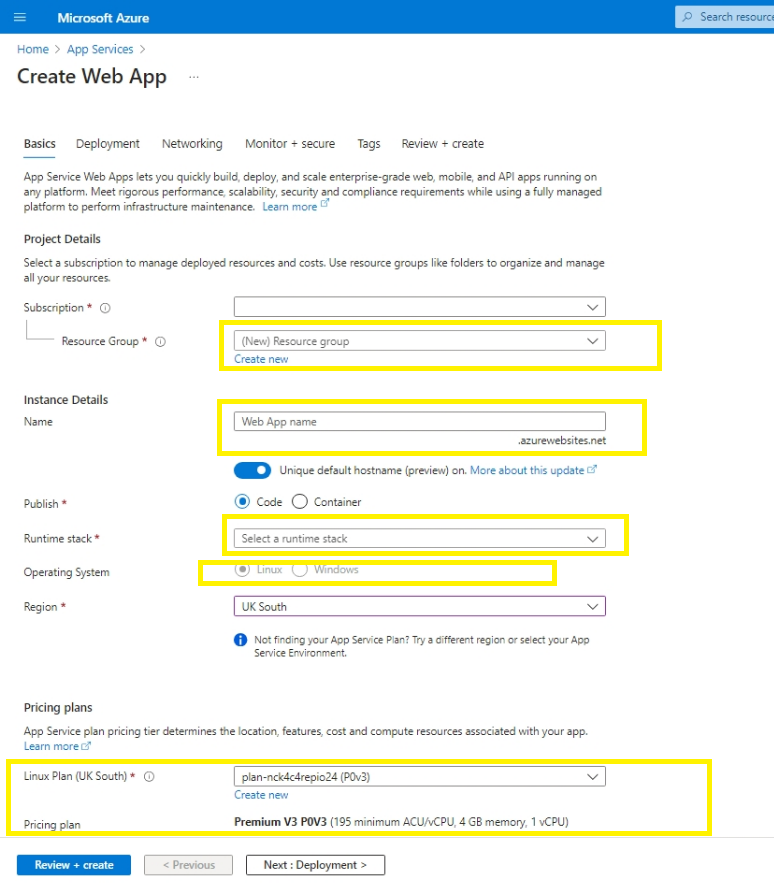 Microsoft Azure
Search resource
Home > App Services >
Create Web App ...
Basics Deployment Networking Monitor + secure Tags Review + create
App Service Web Apps lets you quickly build, deploy, and scale enterprise-grade web, mobile, and API apps running on
any platform. Meet rigorous performance, scalability, security and compliance requirements while using a fully managed
platform to perform infrastructure maintenance. Learn more
Project Details
Select a subscription to manage deployed resources and costs. Use resource groups like folders to organize and manage
all your resources.
Subscription *
Resource Group * (New) Resource group
Create new
Instance Details
Name Web App name
.azurewebsites.net
Unique default hostname (preview) on. More about this update
Publish * Code Container
Runtime stack * Select a runtime stack
Operating System Linux Windows
Region * UK South
Not finding your App Service Plan? Try a different region or select your App
Service Environment.
Pricing plans
App Service plan pricing tier determines the location, features, cost and compute resources associated with your app.
Learn more
Linux Plan (UK South) * plan-nck4c4repio24 (P0v3)
Create new
Pricing plan Premium V3 P0V3 (195 minimum ACU/vCPU, 4 GB memory, 1 vCPU)
Review + create < Previous Next : Deployment >